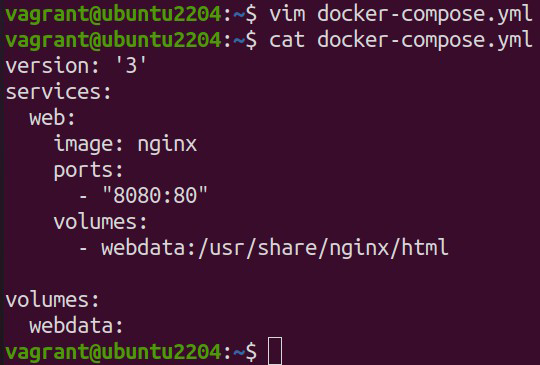 vagrant@ubuntu2204:~$ vim docker-compose.yml
vagrant@ubuntu2204:~$ cat docker-compose.yml
version: '3'
services:
  web:
    image: nginx
    ports:
      - "8080:80"
    volumes:
      - webdata:/usr/share/nginx/html

volumes:
  webdata:
vagrant@ubuntu2204:~$